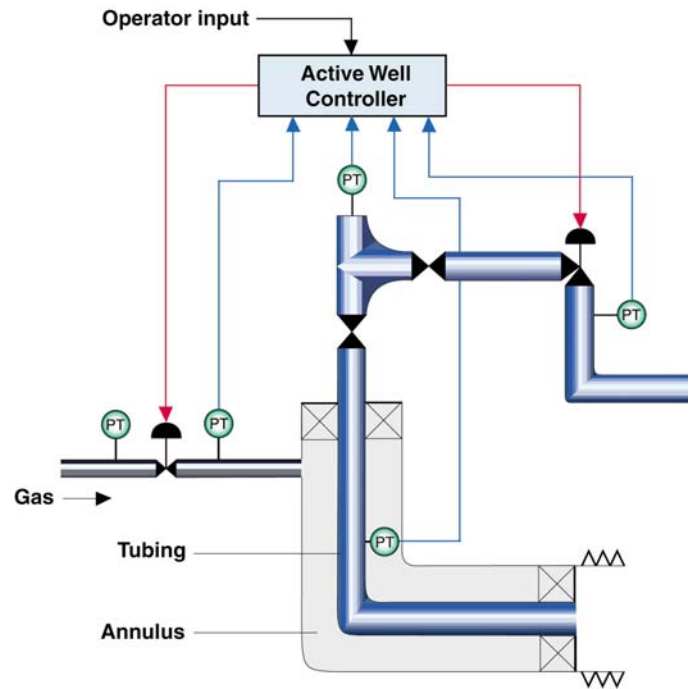 Operator input
Active Well
Controller
PT
PT
PT
PT
Gas
Tubing
PT
Annulus